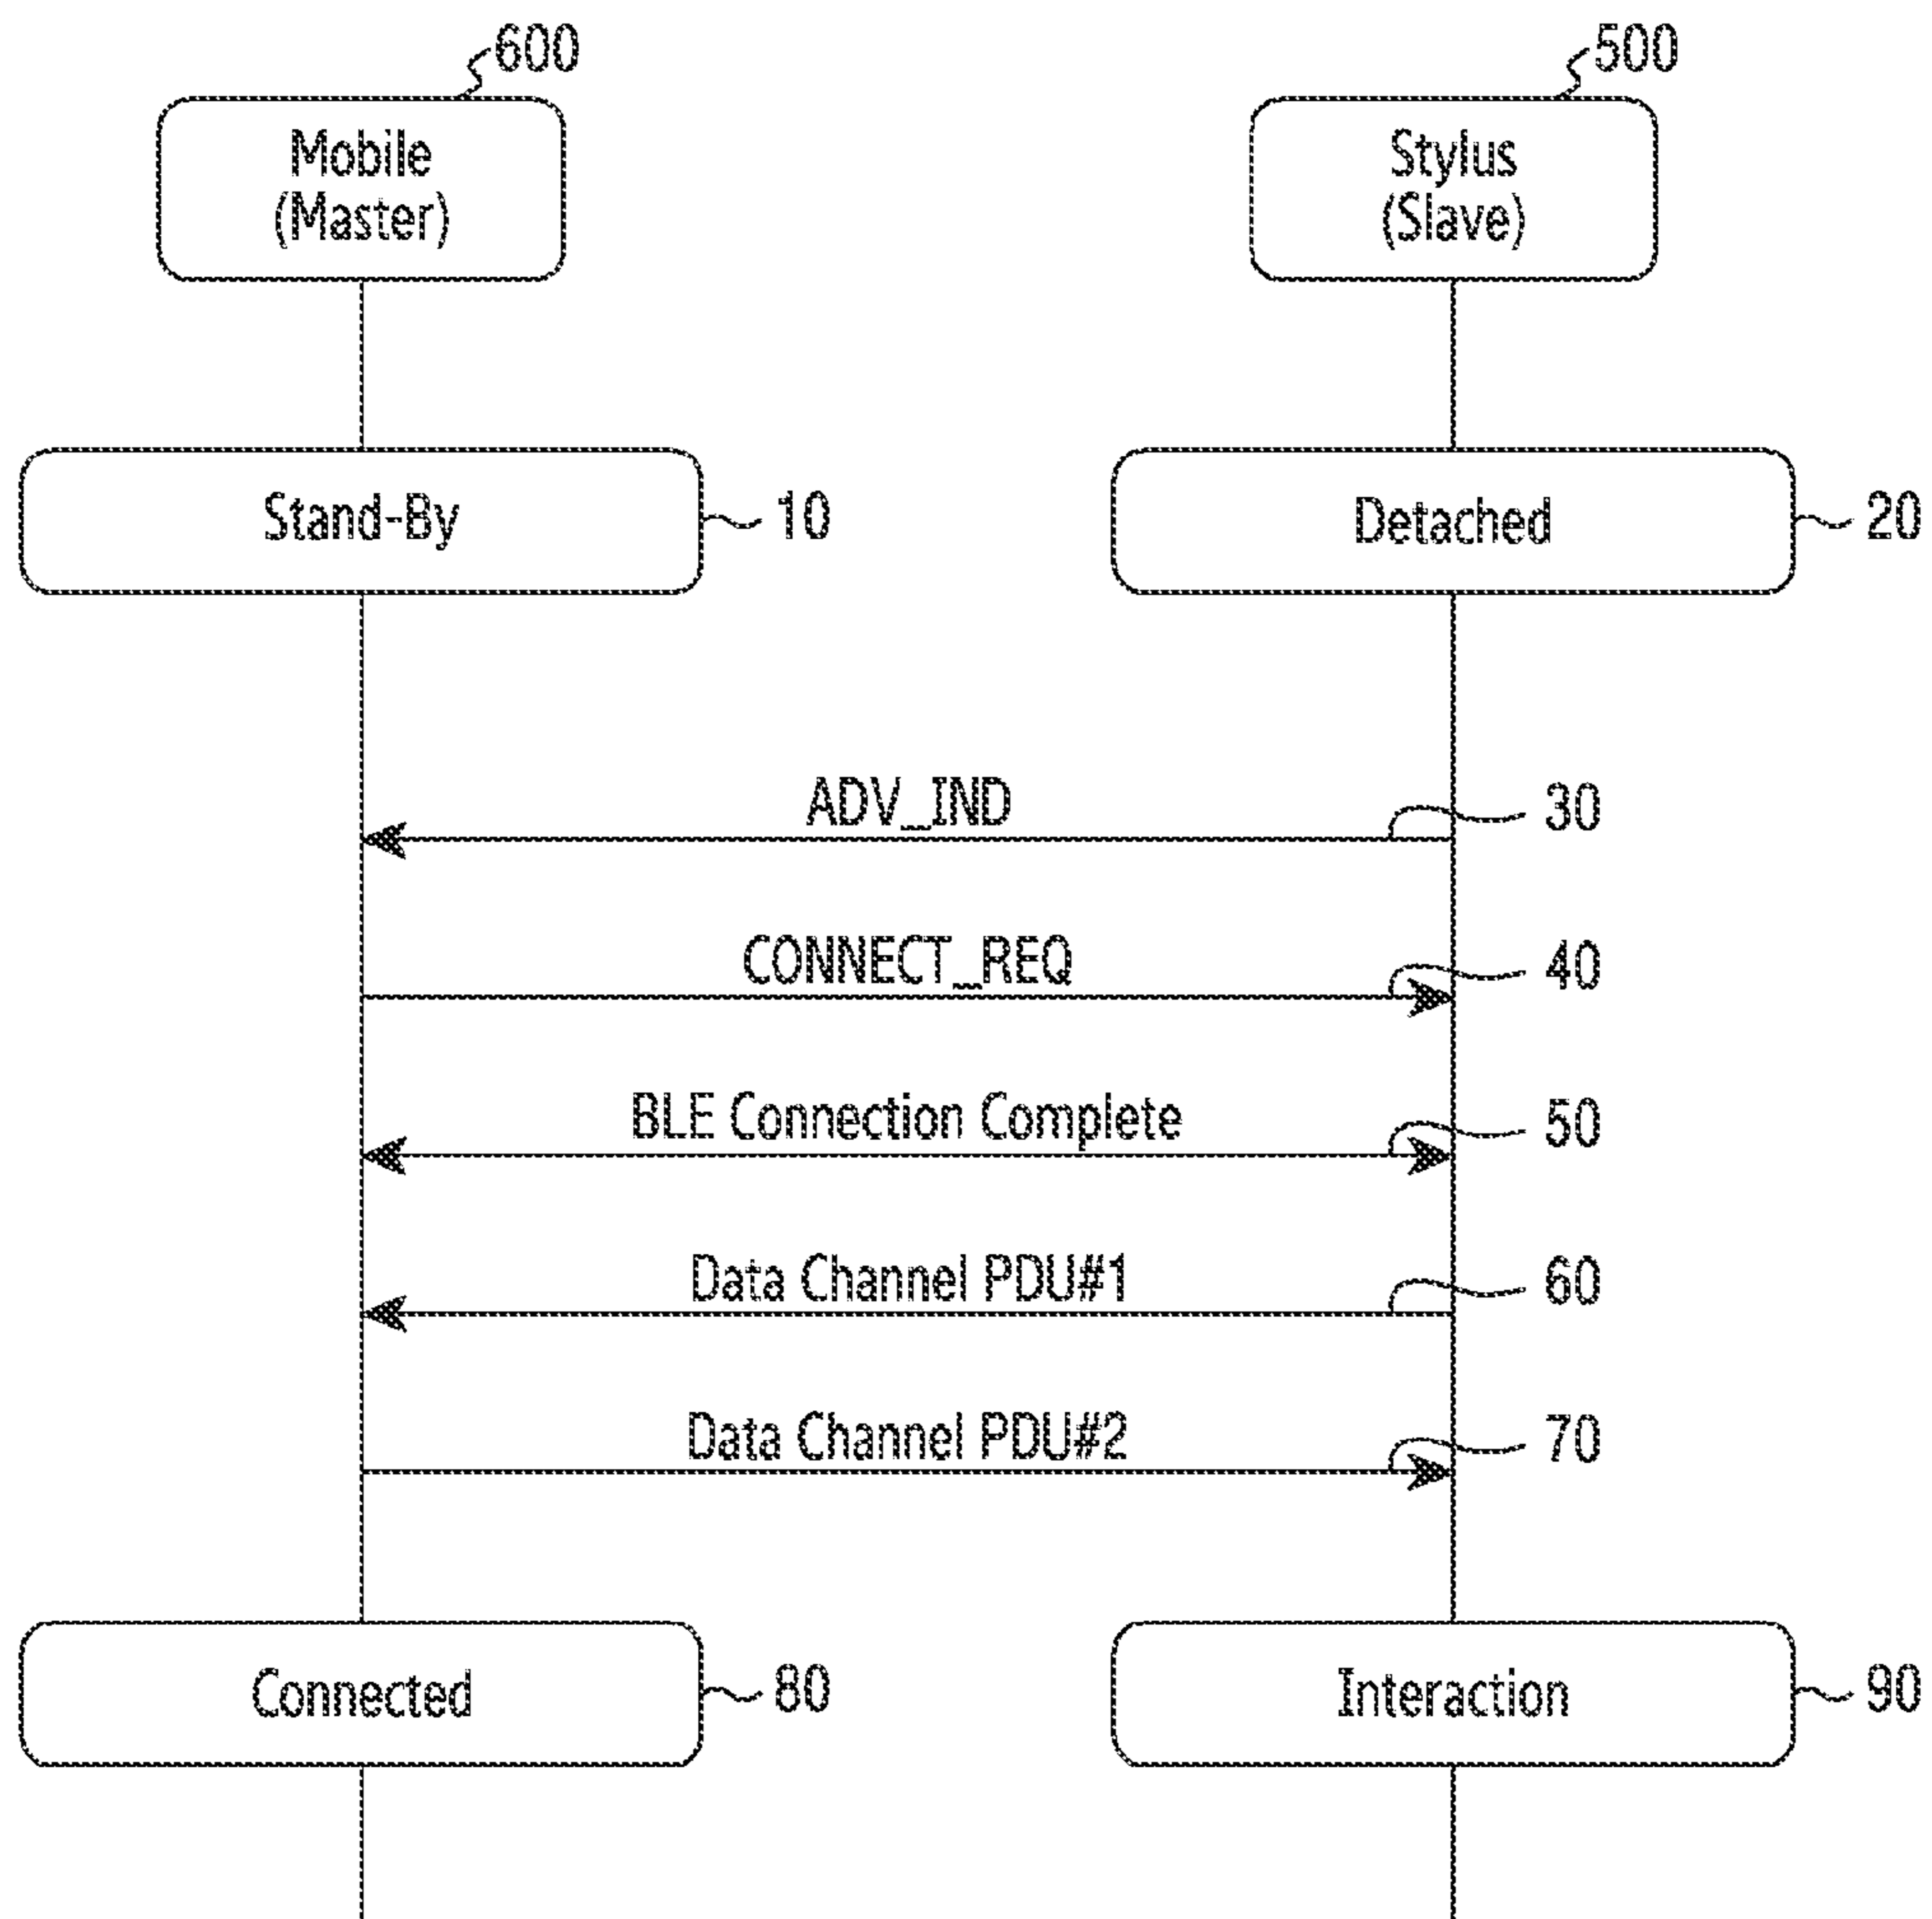 600
500
Mobile
(Master)
Stylus
(Slave)
Stand-By
10
Detached
20
ADV_IND
30
CONNECT_REQ
40
BLE Connection Complete
50
Data Channel PDU#1
60
Data Channel PDU#2
70
Connected
80
Interaction
90